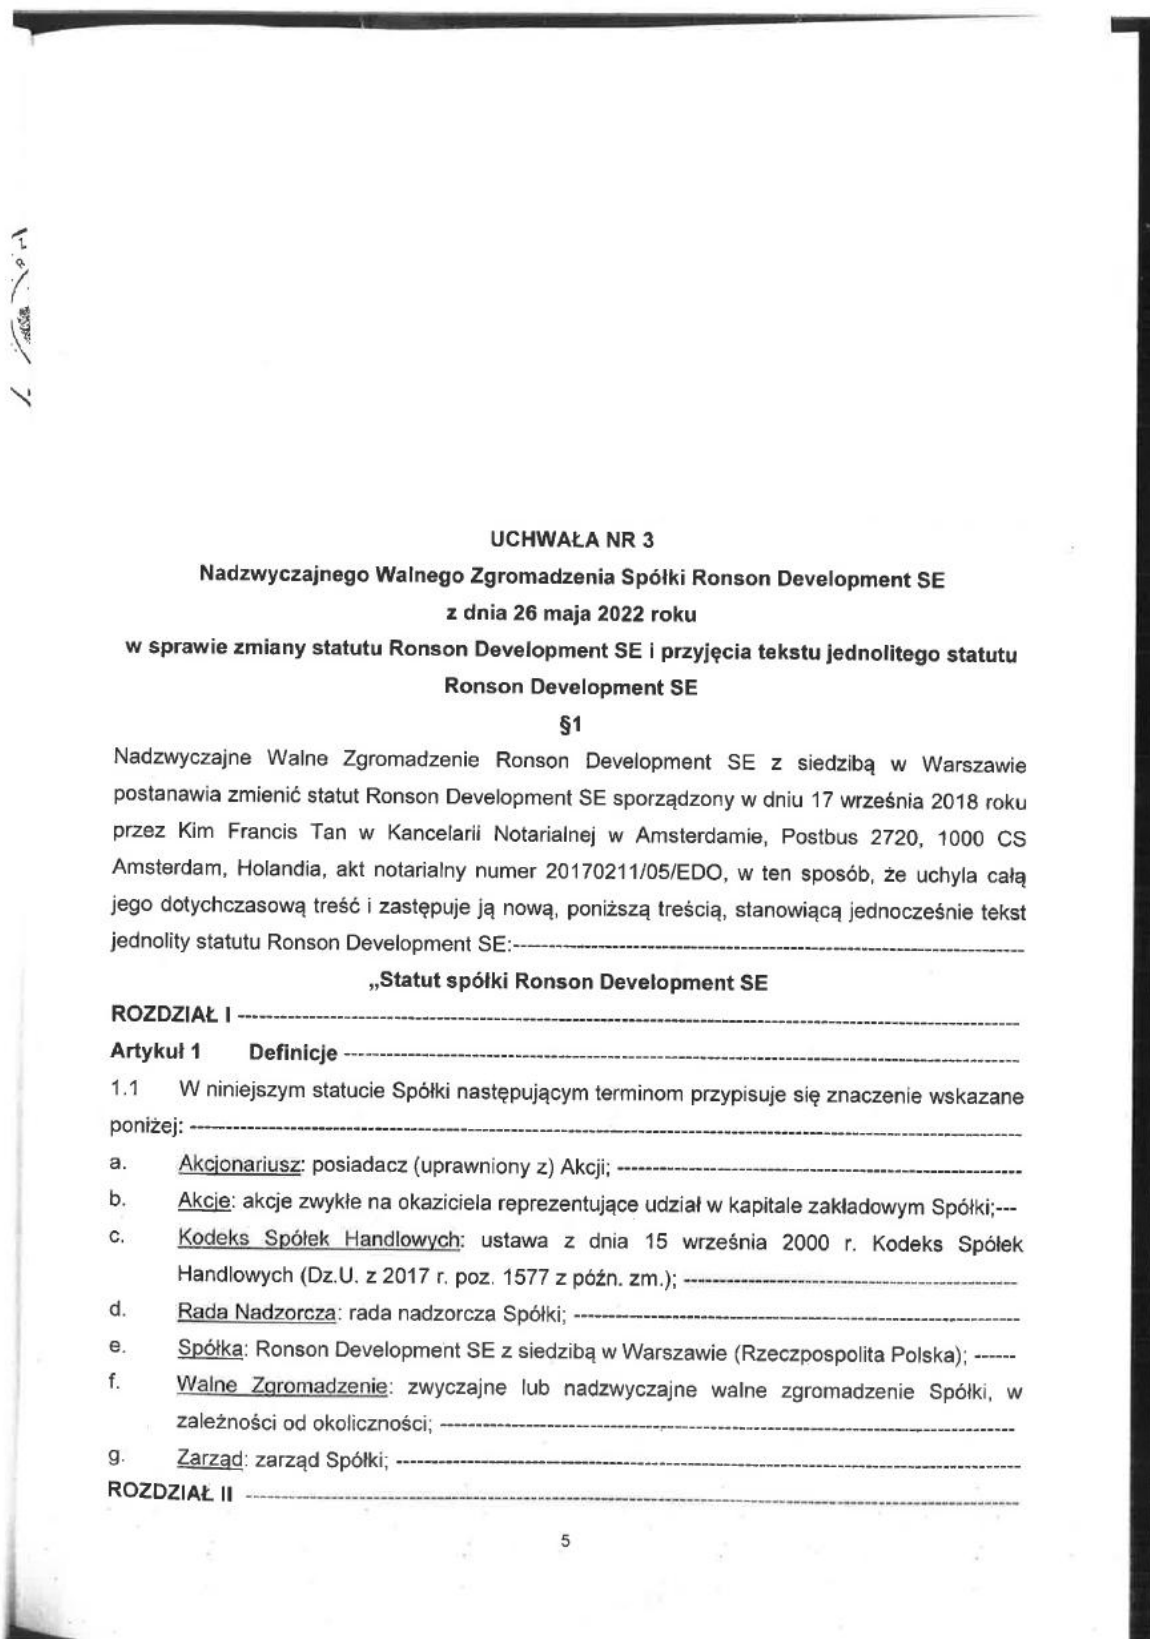 UCHWAŁA NR 3
Nadzwyczajnego Walnego Zgromadzenia Spółki Ronson Development SE
z dnia 26 maja 2022 roku
w sprawie zmiany statutu Ronson Development SE i przyjęcia tekstu jednolitego statutu
Ronson Development SE
§1
Nadzwyczajne Walne Zgromadzenie Ronson Development SE z siedzibą w Warszawie
postanawia zmienić statut Ronson Development SE sporządzony w dniu 17 września 2018 roku
przez Kim Francis Tan w Kancelarii Notarialnej w Amsterdamie, Postbus 2720, 1000 CS
Amsterdam, Holandia, akt notarialny numer 20170211/05/EDO, w ten sposób, że uchyla całą
jego dotychczasową treść i zastępuje ją nową, poniższą treścią, stanowiącą jednocześnie tekst
jednolity statutu Ronson Development SE:---
„Statut spółki Ronson Development SE
ROZDZIAŁ I ---
Artykuł 1 Definicje ---
1.1 W niniejszym statucie Spółki następującym terminom przypisuje się znaczenie wskazane
poniżej: ---
a. Akcjonariusz: posiadacz (uprawniony z) Akcji; ---
b. Akcje: akcje zwykłe na okaziciela reprezentujące udział w kapitale zakładowym Spółki;---
c. Kodeks Spółek Handlowych: ustawa z dnia 15 września 2000 r. Kodeks Spółek
Handlowych (Dz.U. z 2017 r. poz. 1577 z późn. zm.); ---
d. Rada Nadzorcza: rada nadzorcza Spółki; ---
e. Spółka: Ronson Development SE z siedzibą w Warszawie (Rzeczpospolita Polska); ------
f. Walne Zgromadzenie: zwyczajne lub nadzwyczajne walne zgromadzenie Spółki, w
zależności od okoliczności; ---
g. Zarząd: zarząd Spółki; ---
ROZDZIAŁ II ---
5